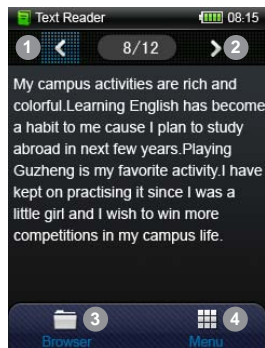 Text Reader 08:15
1 < 8/12 > 2
My campus activities are rich and
colorful.Learning English has become
a habit to me cause I plan to study
abroad in next few years.Playing
Guzheng is my favorite activity.I have
kept on practising it since I was a
little girl and I wish to win more
competitions in my campus life.
3 4
Browser Menu